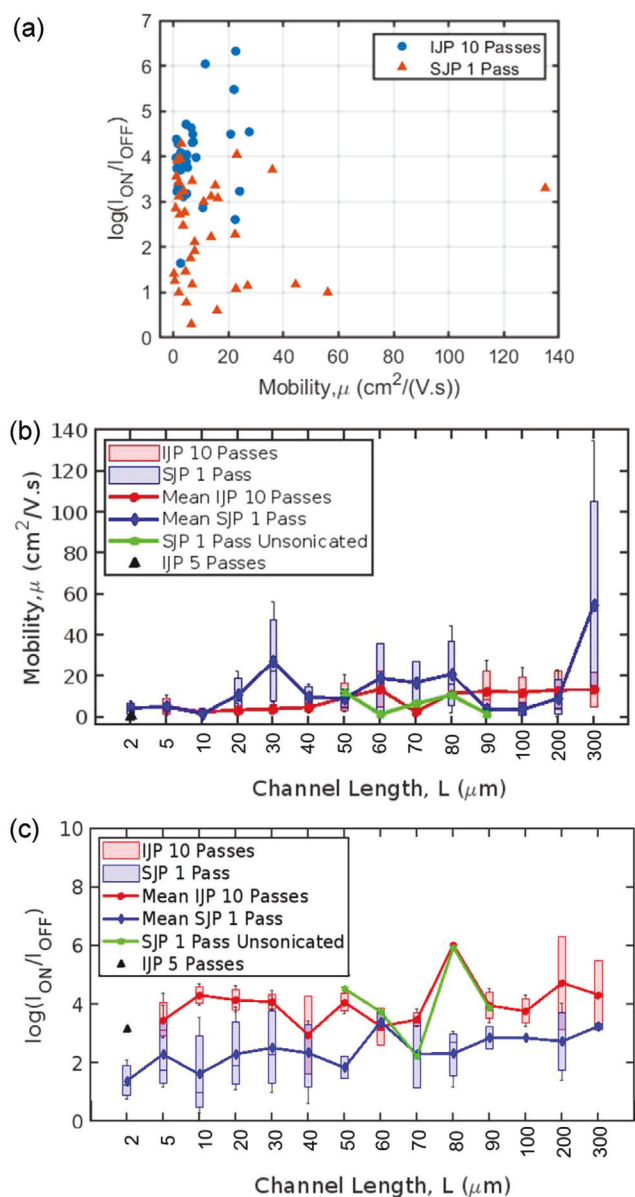 (a)
7
6
5
4
3
2
1
0
log(I_ON/I_OFF)
IJP 10 Passes
SJP 1 Pass
0 20 40 60 80 100 120 140
Mobility,μ (cm²/(V.s))
(b)
140
120
100
80
60
40
20
0
Mobility,μ (cm²/V.s)
IJP 10 Passes
SJP 1 Pass
Mean IJP 10 Passes
Mean SJP 1 Pass
SJP 1 Pass Unsonicated
IJP 5 Passes
2 5 10 20 30 40 50 60 70 80 90 100 200 300
Channel Length, L (μm)
(c)
10
8
6
4
2
0
log(I_ON/I_OFF)
IJP 10 Passes
SJP 1 Pass
Mean IJP 10 Passes
Mean SJP 1 Pass
SJP 1 Pass Unsonicated
IJP 5 Passes
2 5 10 20 30 40 50 60 70 80 90 100 200 300
Channel Length, L (μm)